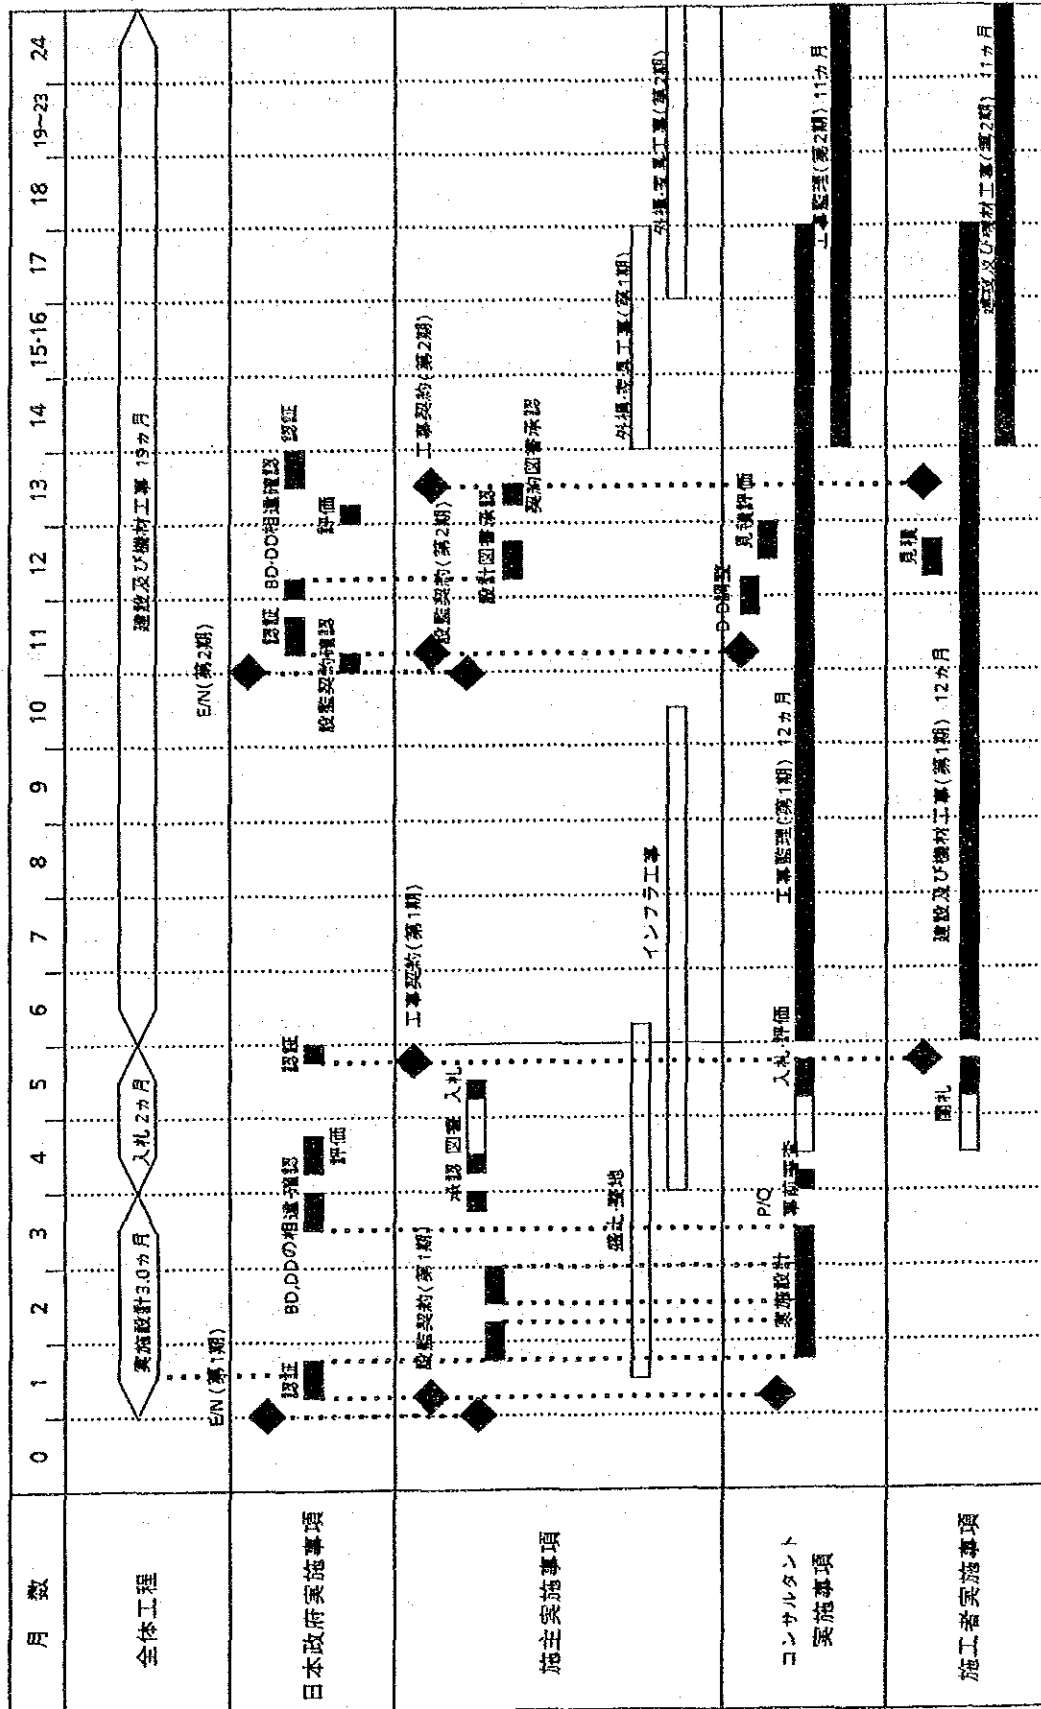 月 数
0
1
2
3
4
5
6
7
8
9
10
11
12
13
14
15・16
17
18
19~23
24
全体工程
実施設計3.0カ月
入札 2カ月
建設及び機材工事 19カ月
日本政府実施事項
E/N(第1期)
認証
BD,DDの相違確認
評価
認証
E/N(第2期)
認証
設監契約確認
BD・DD相違確認
評価
認証
施主実施事項
設監契約(第1期)
承認
図書
入札
工事契約(第1期)
設監契約(第2期)
設計図書承認
工事契約(第2期)
契約図書承認
盛土・整地
インフラ工事
外構・家具工事(第1期)
外構・家具工事(第2期)
コンサルタント
実施事項
実施設計
P/Q
事前審査
入札評価
工事監理(第1期) 12カ月
D・D調整
見積評価
工事監理(第2期) 11カ月
施工者実施事項
建設及び機材工事(第1期) 12カ月
見積
建設及び機材工事(第2期) 11カ月